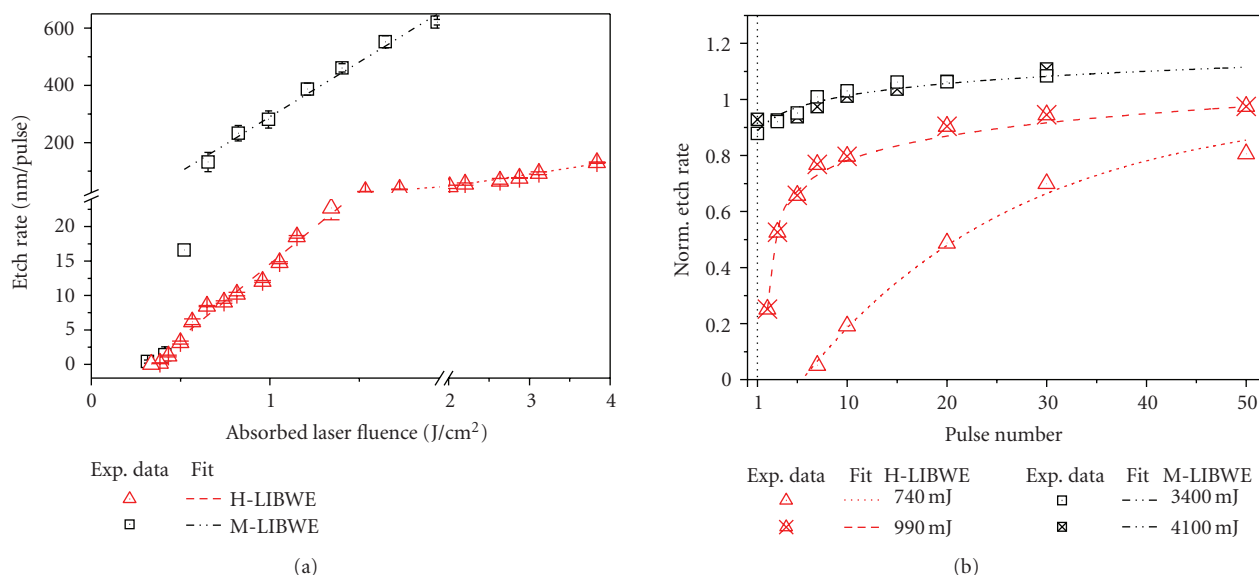 600
400
200
20
15
10
5
0
Etch rate (nm/pulse)
0 1 2 3 4
Absorbed laser fluence (J/cm²)
Exp. data Fit
H-LIBWE
M-LIBWE
(a)
1.2
1
0.8
0.6
0.4
0.2
0
Norm. etch rate
1 10 20 30 40 50
Pulse number
Exp. data Fit H-LIBWE Exp. data Fit M-LIBWE
740 mJ 3400 mJ
990 mJ 4100 mJ
(b)